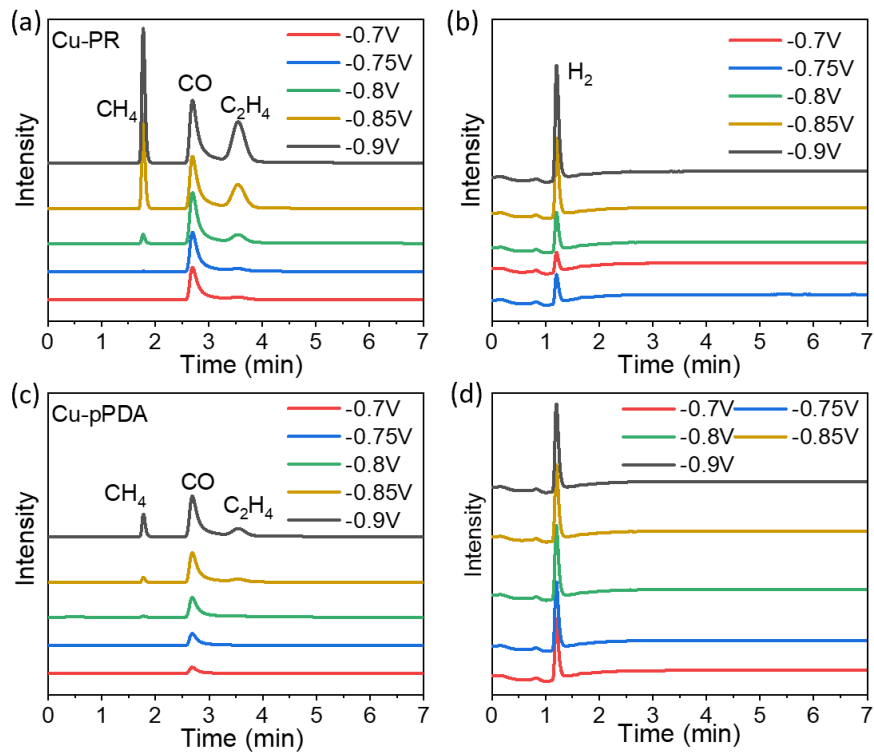 (a)
Cu-PR
CH₄
CO
C₂H₄
-0.7V
-0.75V
-0.8V
-0.85V
-0.9V
Intensity
0 1 2 3 4 5 6 7
Time (min)
(b)
H₂
-0.7V
-0.75V
-0.8V
-0.85V
-0.9V
Intensity
0 1 2 3 4 5 6 7
Time (min)
(c)
Cu-pPDA
CH₄
CO
C₂H₄
-0.7V
-0.75V
-0.8V
-0.85V
-0.9V
Intensity
0 1 2 3 4 5 6 7
Time (min)
(d)
-0.7V -0.75V
-0.8V -0.85V
-0.9V
Intensity
0 1 2 3 4 5 6 7
Time (min)